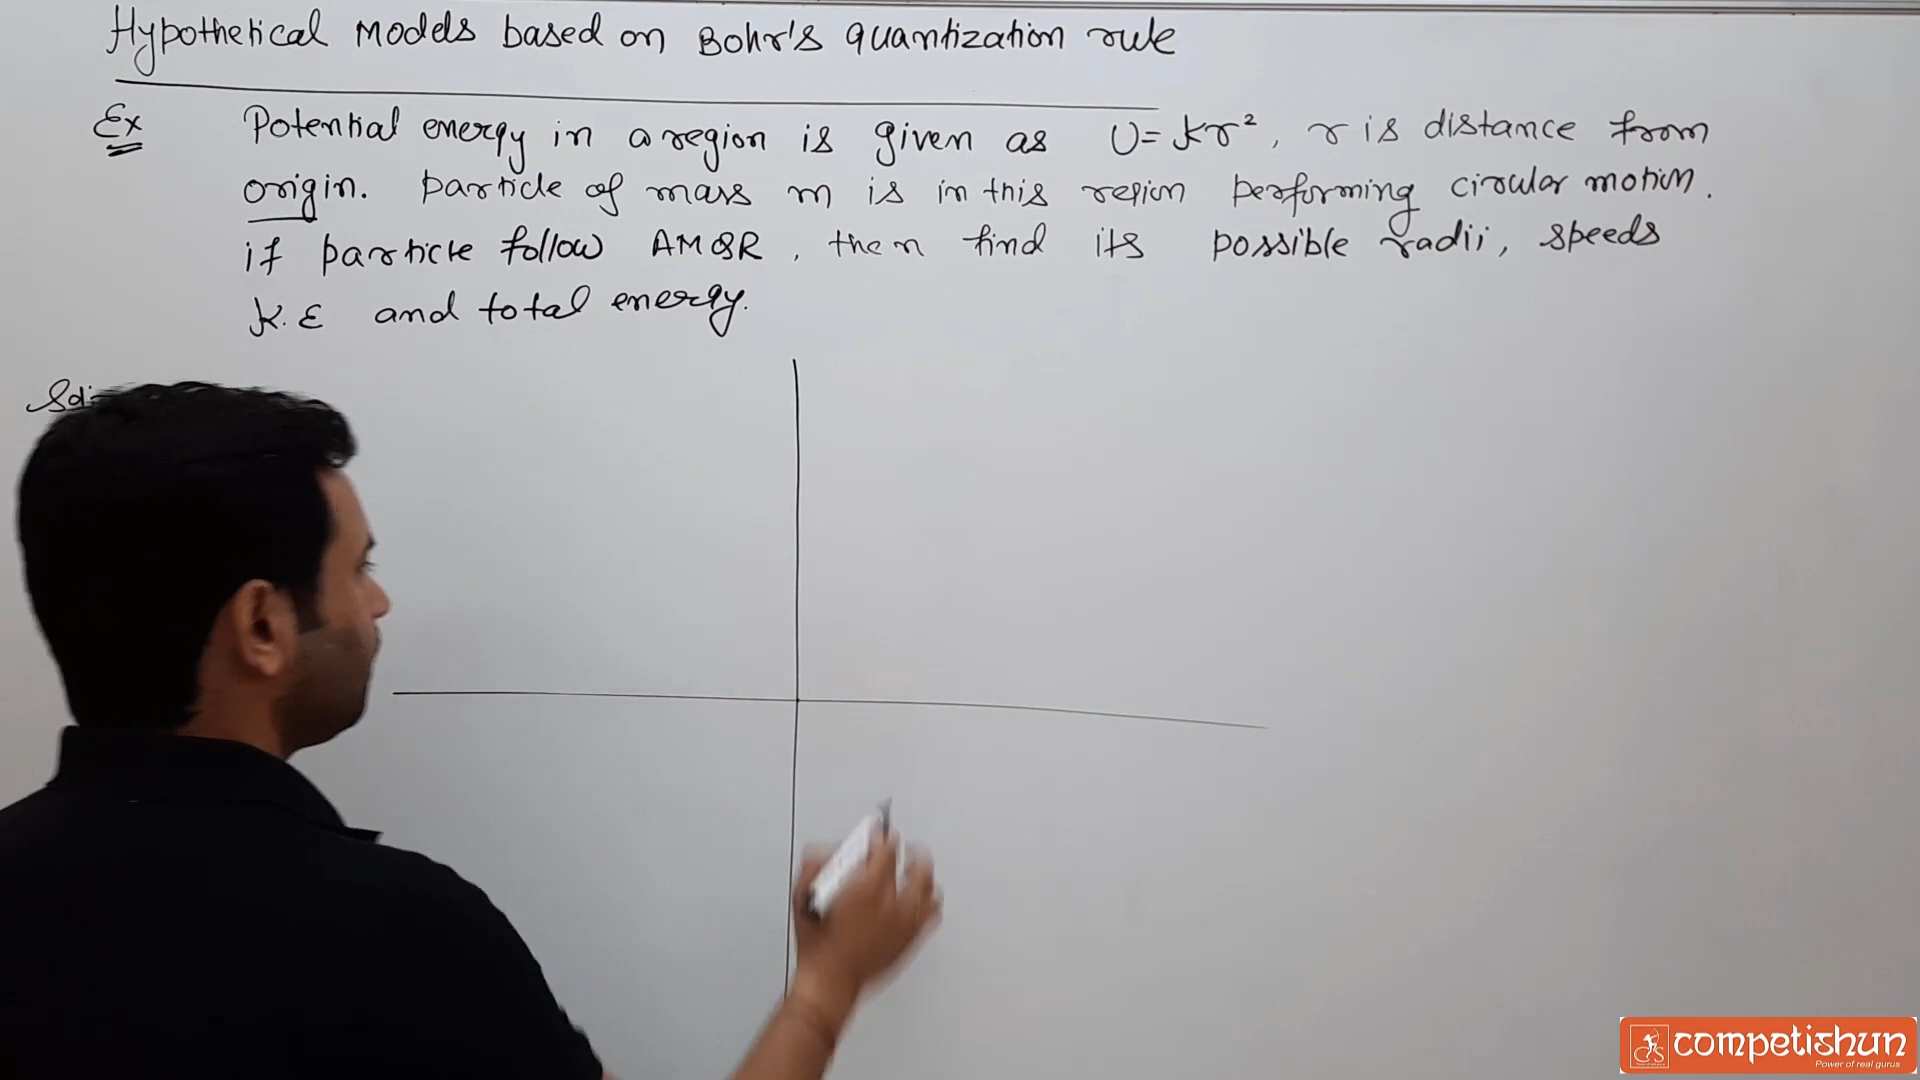 Hypothetical Models based on Bohr's quantization rule
Ex Potential energy in a region is given as U = kr², r is distance from
origin. particle of mass m is in this region performing circular motion.
if particle follow AMQR, then find its possible radii, speeds
K.E and total energy.
Sol
competishun
Power of real gurus